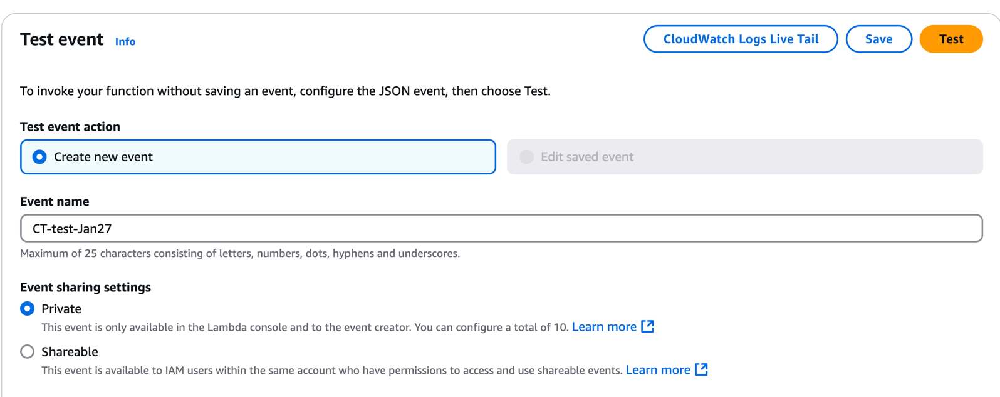 Test event Info CloudWatch Logs Live Tail Save Test
To invoke your function without saving an event, configure the JSON event, then choose Test.
Test event action
Create new event Edit saved event
Event name
CT-test-Jan27
Maximum of 25 characters consisting of letters, numbers, dots, hyphens and underscores.
Event sharing settings
Private
This event is only available in the Lambda console and to the event creator. You can configure a total of 10. Learn more
Shareable
This event is available to IAM users within the same account who have permissions to access and use shareable events. Learn more